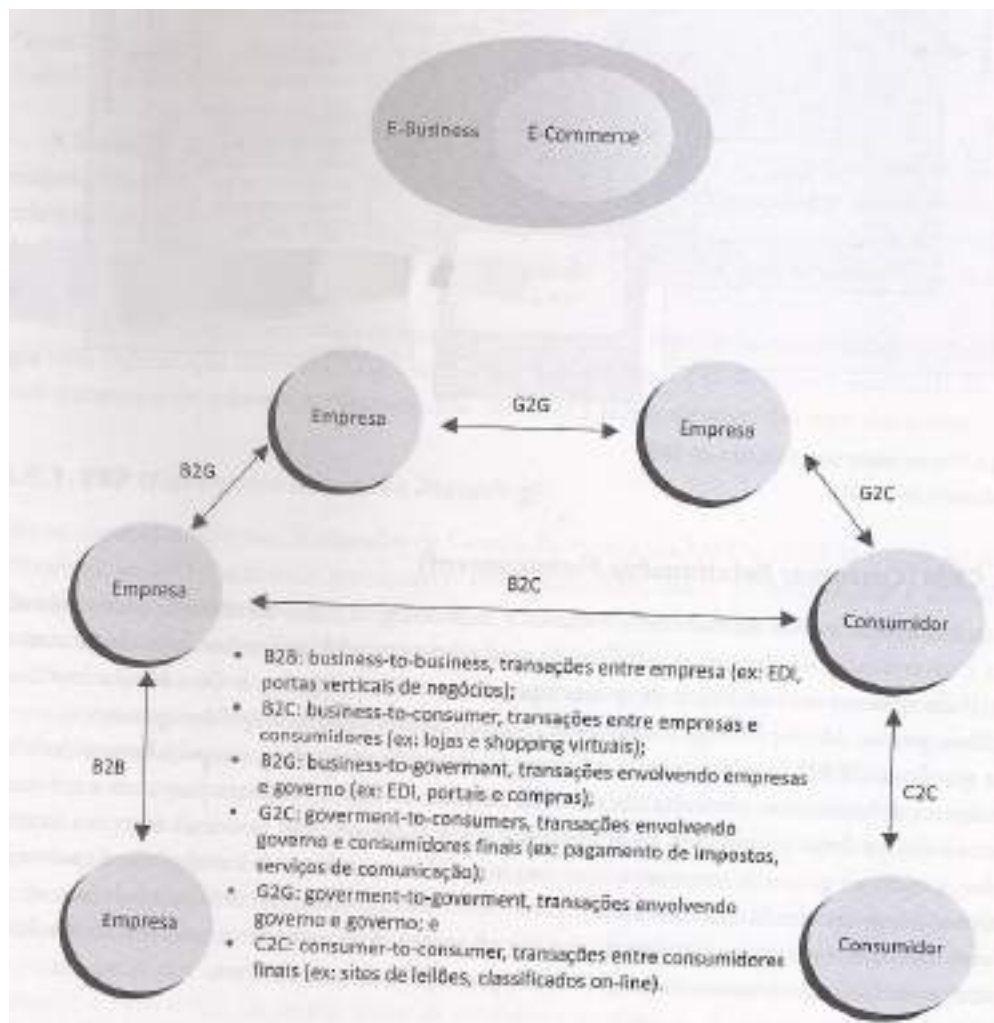 E-Business
E-Commerce
Empresa
G2G
Empresa
B2G
G2C
Empresa
B2C
Consumidor
• B2B: business-to-business, transações entre empresa (ex: EDI,
portas verticais de negócios);
• B2C: business-to-consumer, transações entre empresas e
consumidores (ex: lojas e shopping virtuais);
• B2G: business-to-goverment, transações envolvendo empresas
e governo (ex: EDI, portais e compras);
• G2C: goverment-to-consumers, transações envolvendo
governo e consumidores finais (ex: pagamento de impostos,
serviços de comunicação);
• G2G: goverment-to-goverment, transações envolvendo
governo e governo; e
• C2C: consumer-to-consumer, transações entre consumidores
finais (ex: sites de leilões, classificados on-line).
B2B
C2C
Empresa
Consumidor